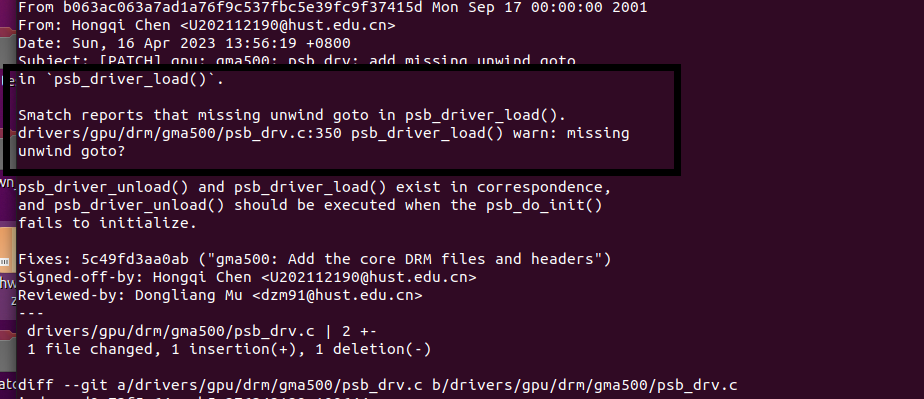 From b063ac063a7ad1a76f9c537fbc5e39fc9f37415d Mon Sep 17 00:00:00 2001
From: Hongqi Chen <U202112190@hust.edu.cn>
Date: Sun, 16 Apr 2023 13:56:19 +0800
Subject: [PATCH] gpu: gma500: psb_drv: add missing unwind goto
in `psb_driver_load()`.
Smatch reports that missing unwind goto in psb_driver_load().
drivers/gpu/drm/gma500/psb_drv.c:350 psb_driver_load() warn: missing
unwind goto?
psb_driver_unload() and psb_driver_load() exist in correspondence,
and psb_driver_unload() should be executed when the psb_do_init()
fails to initialize.
Fixes: 5c49fd3aa0ab ("gma500: Add the core DRM files and headers")
Signed-off-by: Hongqi Chen <U202112190@hust.edu.cn>
Reviewed-by: Dongliang Mu <dzm91@hust.edu.cn>
---
drivers/gpu/drm/gma500/psb_drv.c | 2 +-
1 file changed, 1 insertion(+), 1 deletion(-)
diff --git a/drivers/gpu/drm/gma500/psb_drv.c b/drivers/gpu/drm/gma500/psb_drv.c